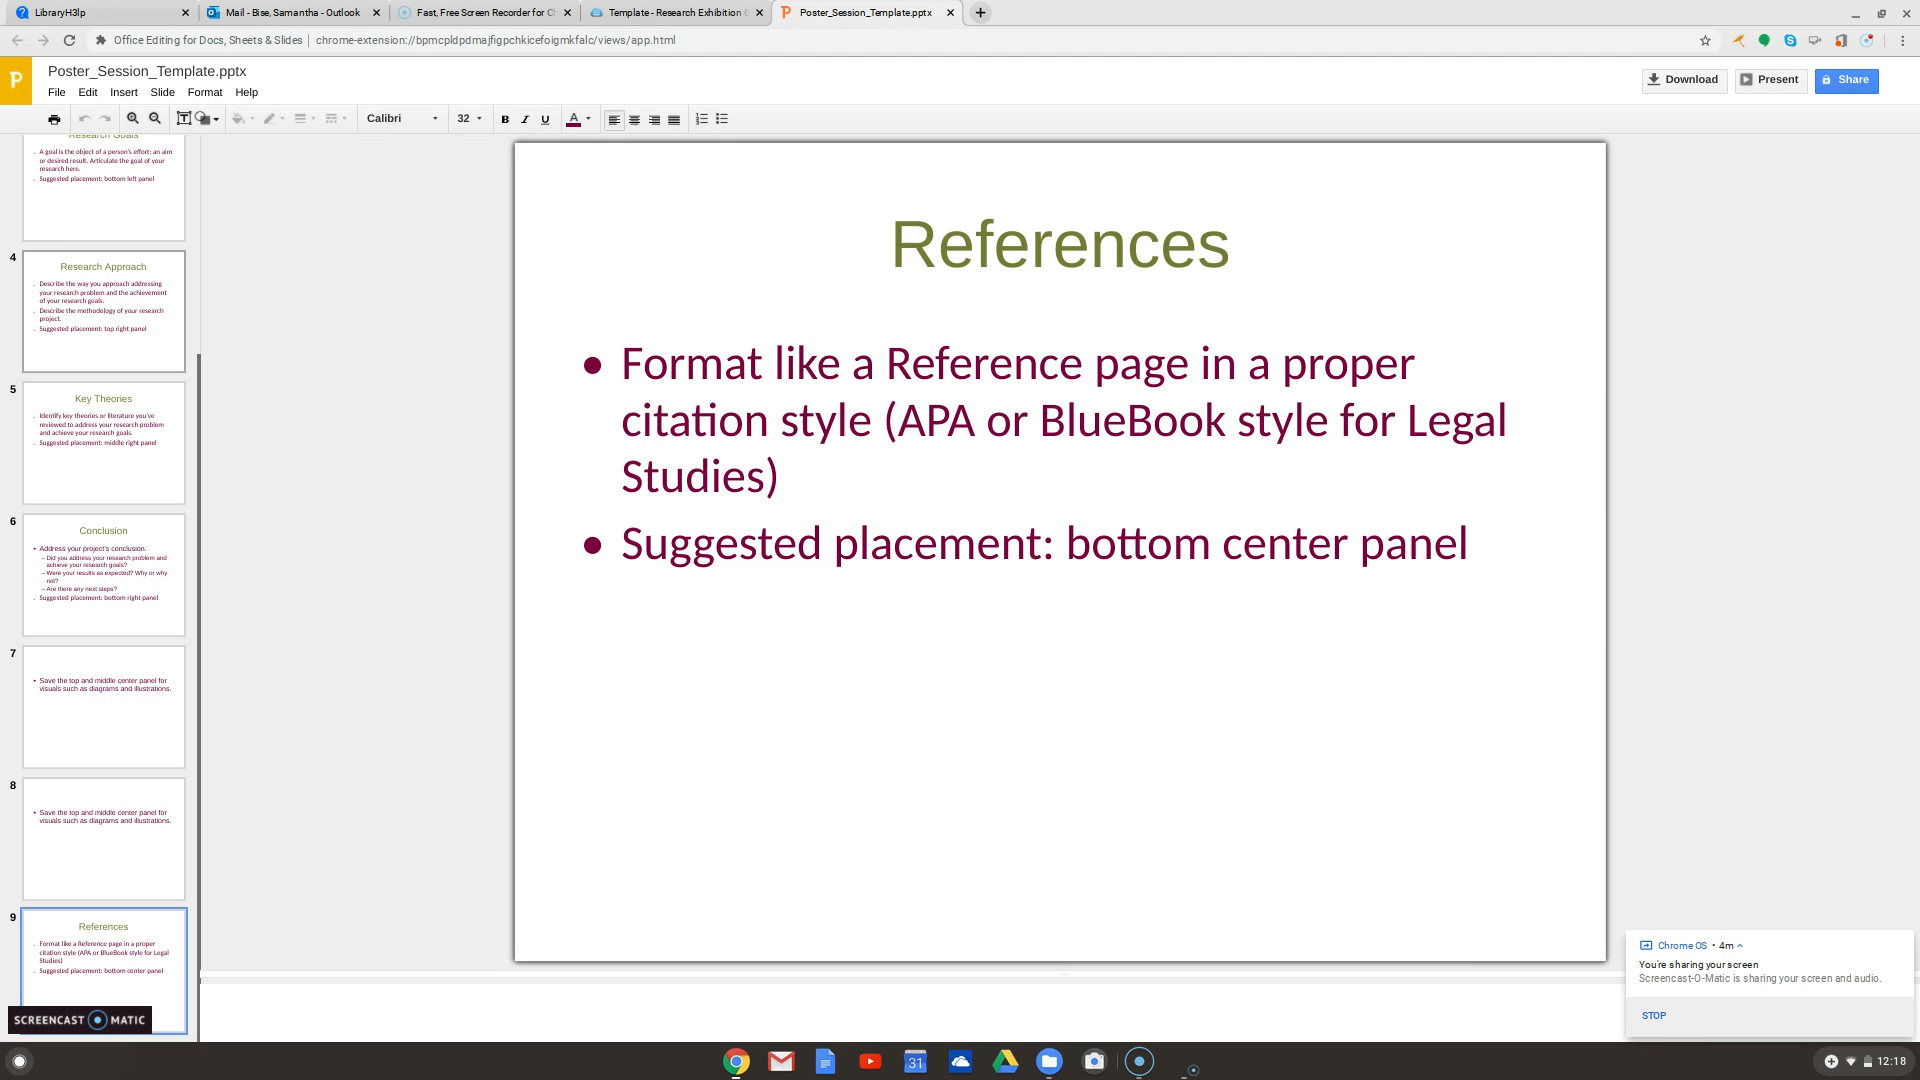 LibraryH3lp
Mail - Bise, Samantha - Outlook
Fast, Free Screen Recorder for C
Template - Research Exhibition
Poster_Session_Template.pptx
Office Editing for Docs, Sheets & Slides | chrome-extension://bpmcpldpdmajfigpchkicefoigmkfalc/views/app.html
Poster_Session_Template.pptx
File Edit Insert Slide Format Help
Download Present Share
Calibri 32 B I U A
Research Goals
A goal is the object of a person's effort; an aim
or desired result. Articulate the goal of your
research here.
Suggested placement: bottom left panel
4
Research Approach
Describe the way you approach addressing
your research problem and the achievement
of your research goals.
Describe the methodology of your research
project.
Suggested placement: top right panel
5
Key Theories
Identify key theories or literature you've
reviewed to address your research problem
and achieve your research goals.
Suggested placement: middle right panel
6
Conclusion
• Address your project's conclusion.
– Did you address your research problem and
achieve your research goals?
– Were your results as expected? Why or why
not?
– Are there any next steps?
Suggested placement: bottom right panel
7
• Save the top and middle center panel for
visuals such as diagrams and illustrations.
8
• Save the top and middle center panel for
visuals such as diagrams and illustrations.
9
References
Format like a Reference page in a proper
citation style (APA or BlueBook style for Legal
Studies)
Suggested placement: bottom center panel
SCREENCAST MATIC
References
• Format like a Reference page in a proper
citation style (APA or BlueBook style for Legal
Studies)
• Suggested placement: bottom center panel
Chrome OS • 4m
You're sharing your screen
Screencast-O-Matic is sharing your screen and audio.
STOP
31
12:18